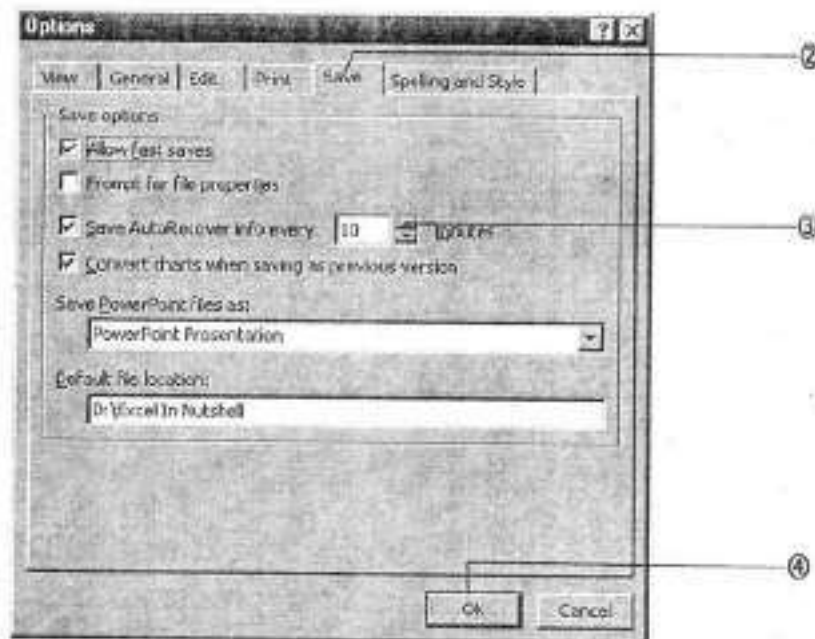 Options
View General Edit Print Save Spelling and Style
②
Save options
Allow fast saves
Prompt for file properties
Save AutoRecover info every: 10 minutes
③
Convert charts when saving as previous version
Save PowerPoint files as:
PowerPoint Presentation
Default file location:
D:\Excel In Nutshell
④
Ok Cancel